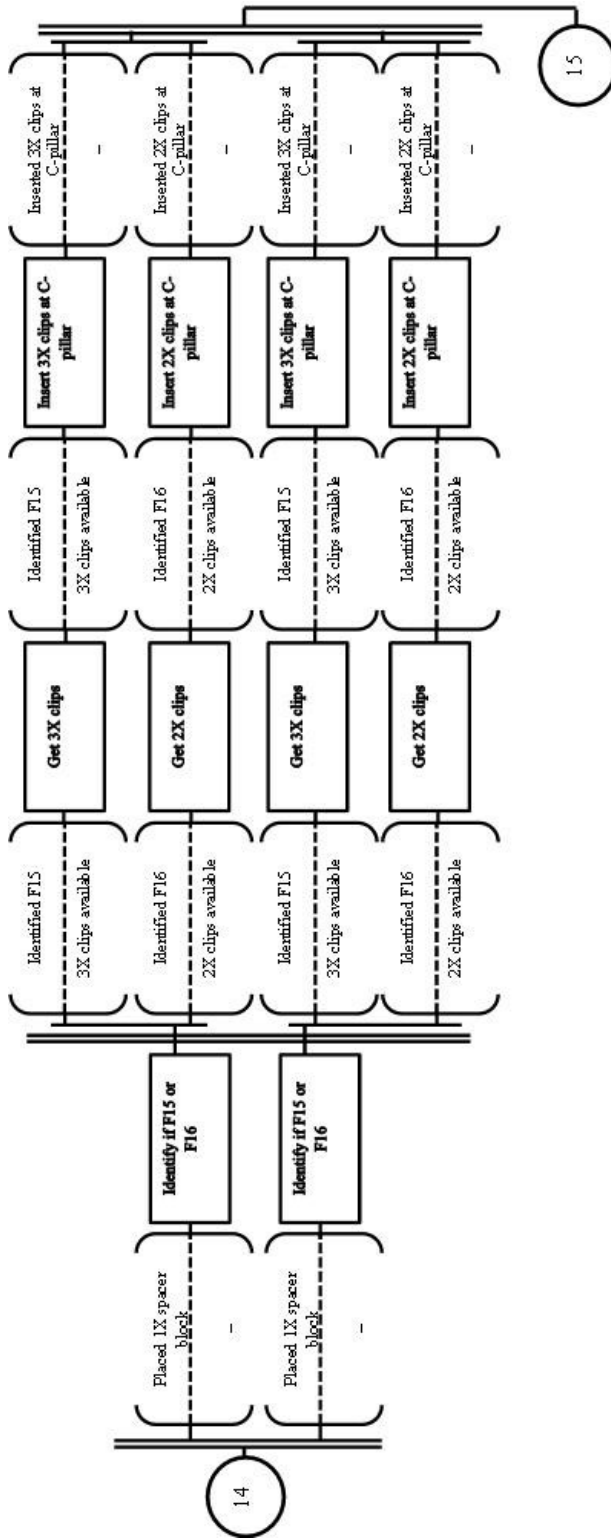 14
Placed 1X spacer
block
–
Placed 1X spacer
block
–
Identify if F15 or
F16
Identify if F15 or
F16
Identified F15
3X clips available
Identified F16
2X clips available
Identified F15
3X clips available
Identified F16
2X clips available
Get 3X clips
Get 2X clips
Get 3X clips
Get 2X clips
Identified F15
3X clips available
Identified F16
2X clips available
Identified F15
3X clips available
Identified F16
2X clips available
Insert 3X clips at C-
pillar
Insert 2X clips at C-
pillar
Insert 3X clips at C-
pillar
Insert 2X clips at C-
pillar
Inserted 3X clips at
C-pillar
–
Inserted 2X clips at
C-pillar
–
Inserted 3X clips at
C-pillar
–
Inserted 2X clips at
C-pillar
–
15